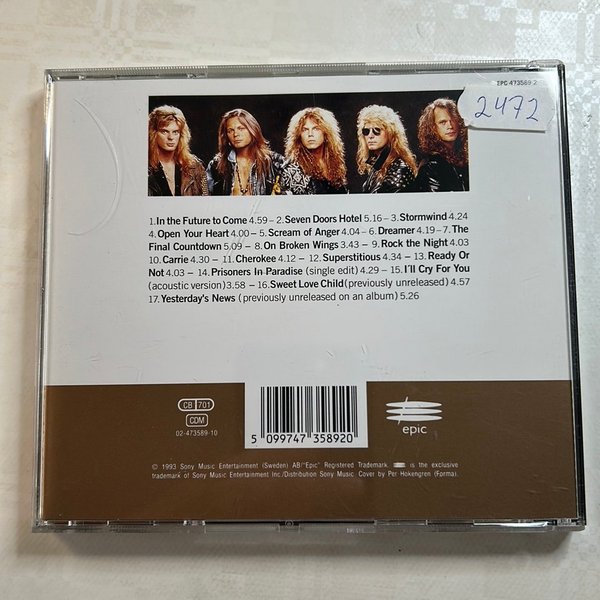 EPC 473589 2
2472
1.In the Future to Come 4.59 – 2. Seven Doors Hotel 5.16 – 3. Stormwind 4.24
4. Open Your Heart 4.00 – 5. Scream of Anger 4.04 – 6. Dreamer 4.19 – 7. The
Final Countdown 5.09 – 8. On Broken Wings 3.43 – 9. Rock the Night 4.03
10. Carrie 4.30 – 11. Cherokee 4.12 – 12. Superstitious 4.34 – 13. Ready Or
Not 4.03 – 14. Prisoners In Paradise (single edit) 4.29 – 15. I´ll Cry For You
(acoustic version) 3.58 – 16. Sweet Love Child (previously unreleased) 4.57
17. Yesterday's News (previously unreleased on an album) 5.26
CB 701
CDM
02-473589-10
5 099747 358920
epic
© 1993 Sony Music Entertainment (Sweden) AB/"Epic" Registered Trademark. is the exclusive
trademark of Sony Music Entertainment Inc./Distribution Sony Music. Cover by Per Hökengren (Forma).